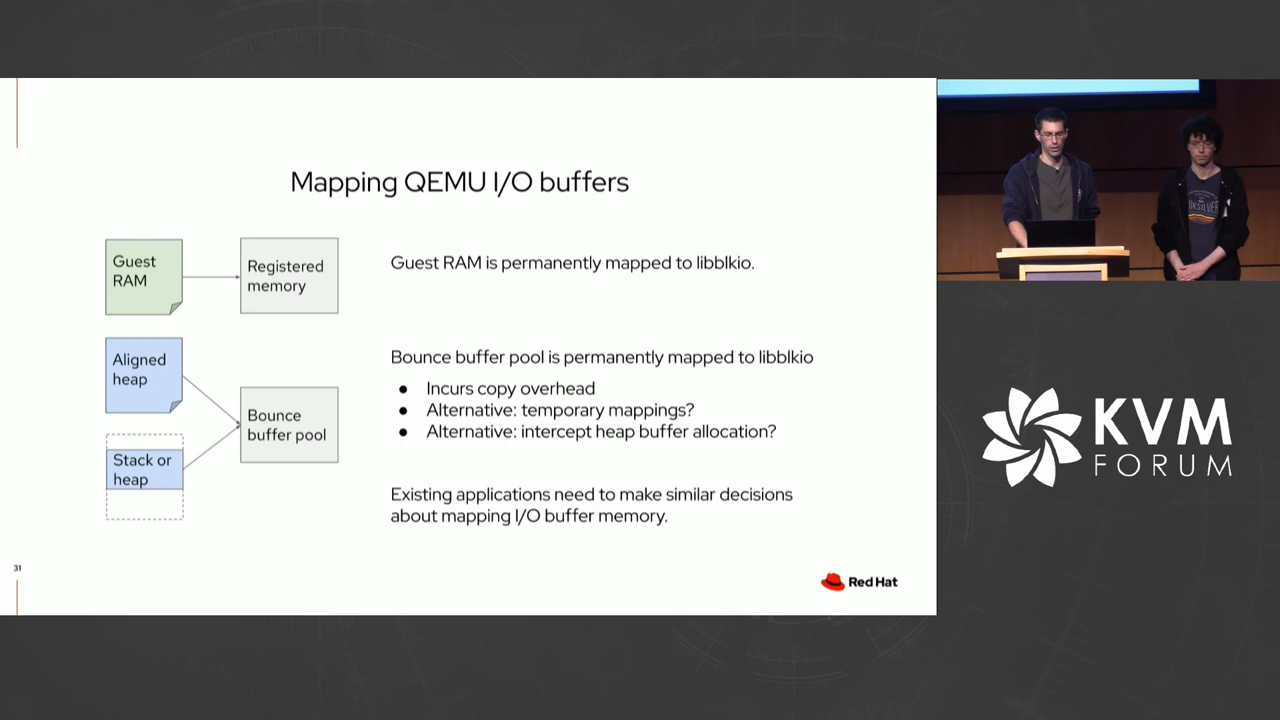 Mapping QEMU I/O buffers
Guest
RAM
Registered
memory
Guest RAM is permanently mapped to libblkio.
Aligned
heap
Stack or
heap
Bounce
buffer pool
Bounce buffer pool is permanently mapped to libblkio
● Incurs copy overhead
● Alternative: temporary mappings?
● Alternative: intercept heap buffer allocation?
Existing applications need to make similar decisions
about mapping I/O buffer memory.
31
Red Hat
KVM
FORUM